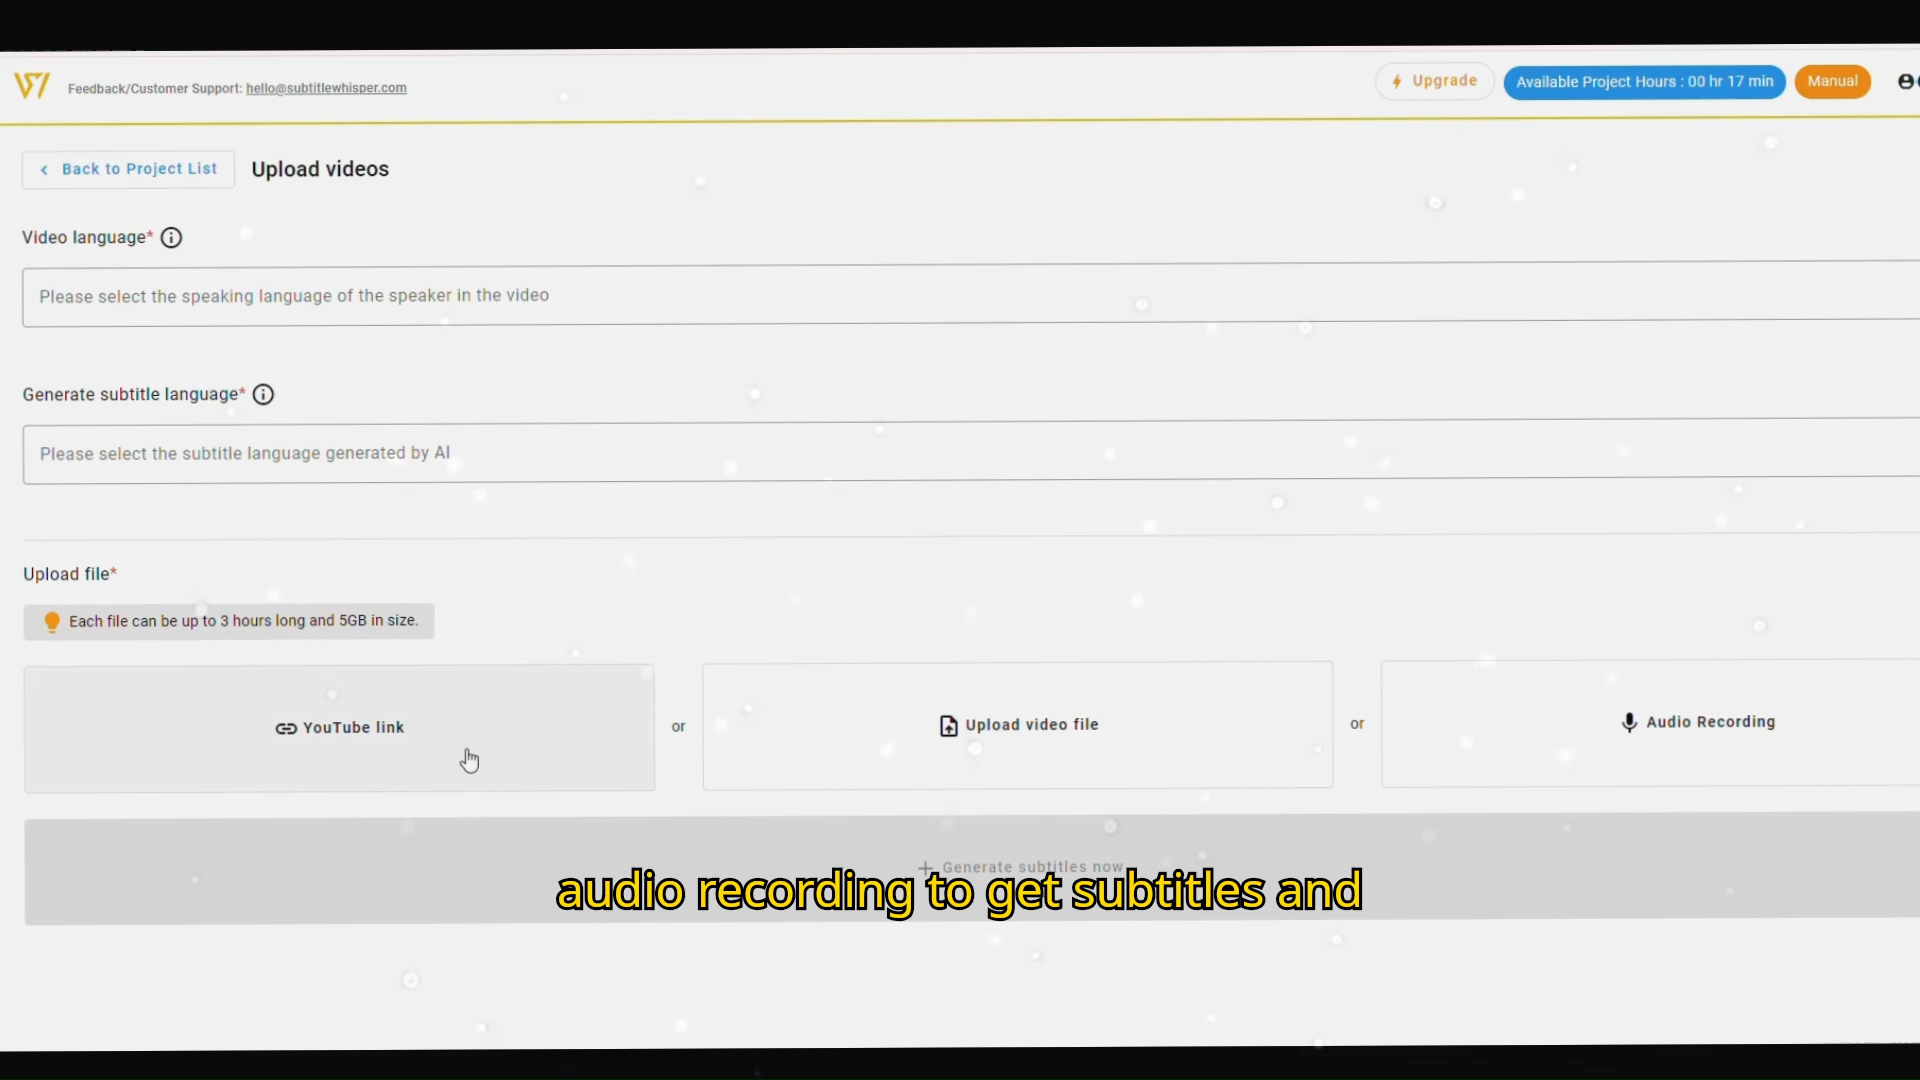 Feedback/Customer Support: hello@subtitlewhisper.com
Upgrade
Available Project Hours : 00 hr 17 min
Manual
Back to Project List
Upload videos
Video language*
Please select the speaking language of the speaker in the video
Generate subtitle language*
Please select the subtitle language generated by AI
Upload file*
Each file can be up to 3 hours long and 5GB in size.
YouTube link
or
Upload video file
or
Audio Recording
Generate subtitles now
audio recording to get subtitles and